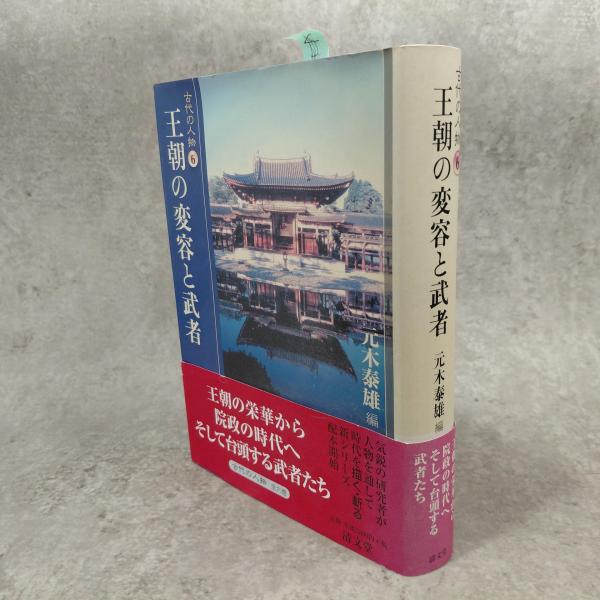 古代の人物
6
王朝の変容と武者
元木泰雄 編
王朝の栄華から
院政の時代へ
そして台頭する武者たち
古代の人物 全六巻
気鋭の研究者が
人物を通して
時代を描く、新
新シリーズ、
配本開始
清文堂
古代の人物
6
王朝の変容と武者
元木泰雄 編
院政の時代へ
そして台頭する
武者たち
清文堂